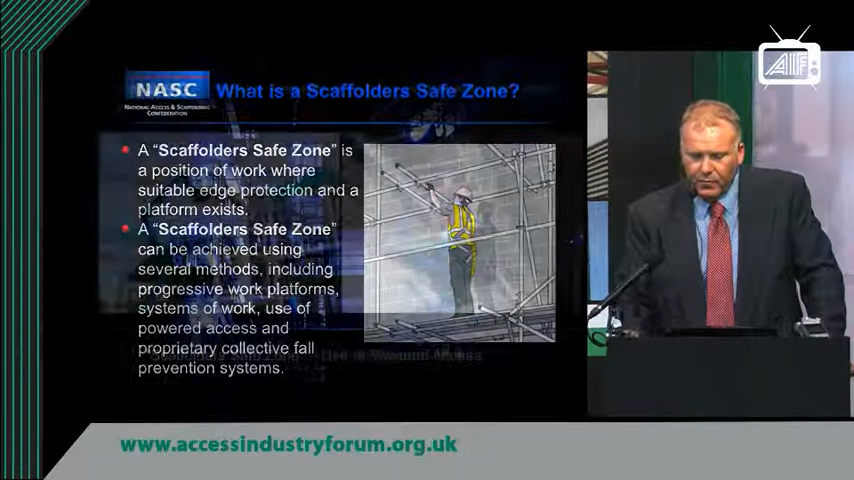 AIF
NASC
NATIONAL ACCESS & SCAFFOLDING
CONFEDERATION
What is a Scaffolders Safe Zone?
A “Scaffolders Safe Zone” is
a position of work where
suitable edge protection and a
platform exists.
A “Scaffolders Safe Zone”
can be achieved using
several methods, including
progressive work platforms,
systems of work, use of
powered access and
proprietary collective fall
prevention systems.
www.accessindustryforum.org.uk